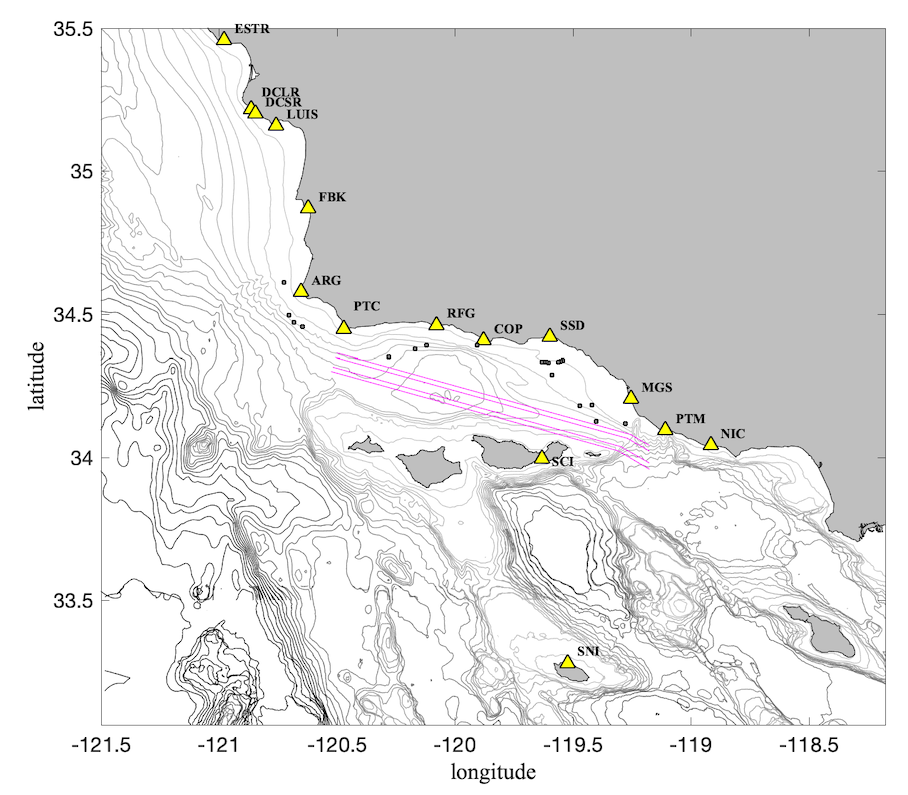 35.5
ESTR
DCLR
DCSR
LUIS
35
FBK
ARG
PTC
RFG
COP
SSD
34.5
latitude
MGS
PTM
NIC
34
SCI
33.5
SNI
-121.5 -121 -120.5 -120 -119.5 -119 -118.5
longitude